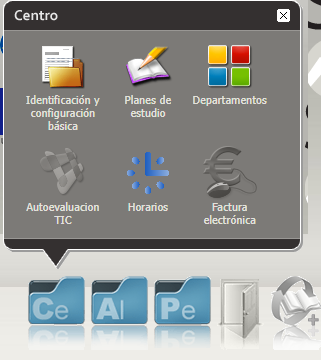 Centro
Identificación y
configuración
básica
Planes de
estudio
Departamentos
Autoevaluacion
TIC
Horarios
Factura
electrónica
Ce
Al
Pe